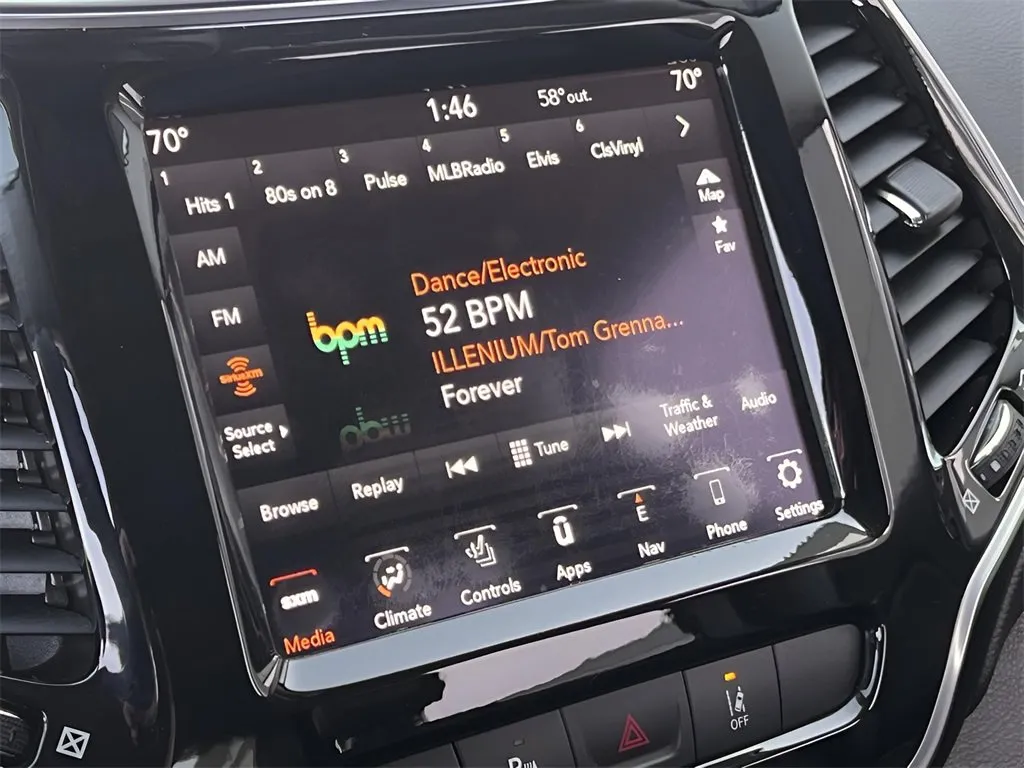 70° 1:46 58° out. 70°
1 Hits 1 2 80s on 8 3 Pulse 4 MLBRadio 5 Elvis 6 ClsVinyl
Map
Fav
AM
FM
siriusxm
Source
Select
bpm
Dance/Electronic
52 BPM
ILLENIUM/Tom Grenna...
Forever
Browse Replay Tune Traffic &
Weather Audio
sxm
Media Climate Controls Apps E
Nav Phone Settings
OFF